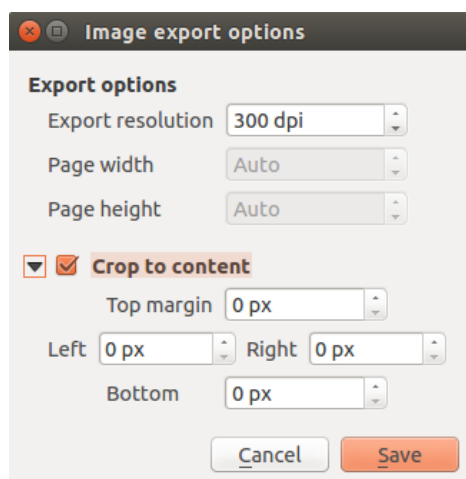 Image export options
Export options
Export resolution 300 dpi
Page width Auto
Page height Auto
Crop to content
Top margin 0 px
Left 0 px Right 0 px
Bottom 0 px
Cancel Save